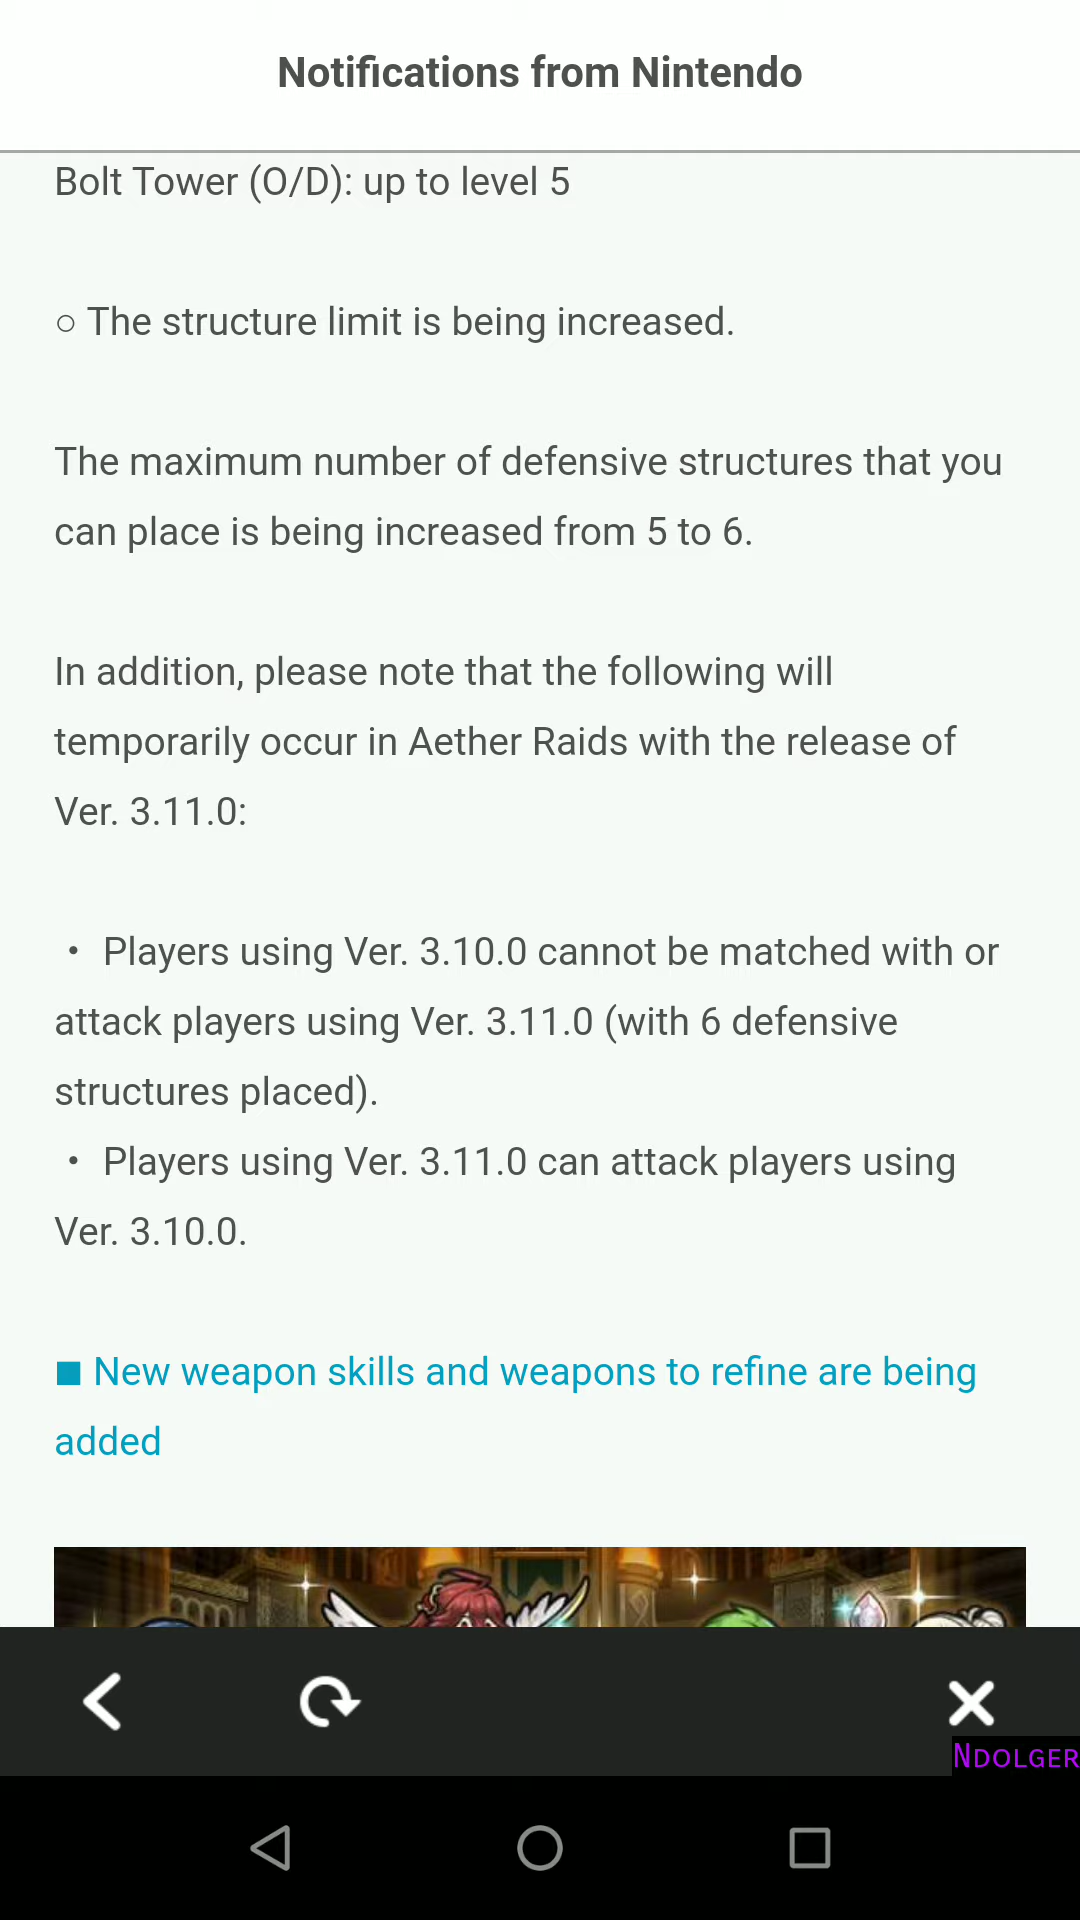 Notifications from Nintendo
Bolt Tower (O/D): up to level 5
○ The structure limit is being increased.
The maximum number of defensive structures that you
can place is being increased from 5 to 6.
In addition, please note that the following will
temporarily occur in Aether Raids with the release of
Ver. 3.11.0:
・ Players using Ver. 3.10.0 cannot be matched with or
attack players using Ver. 3.11.0 (with 6 defensive
structures placed).
・ Players using Ver. 3.11.0 can attack players using
Ver. 3.10.0.
■ New weapon skills and weapons to refine are being
added
NDOLGER